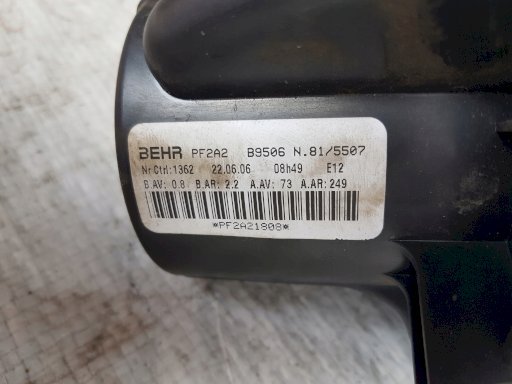 BEHR PF2A2 B9506 N.81/5507
Nr Ctrl:1362 22.06.06 08h49 E12
B.AV: 0.8 B.AR: 2.2 A.AV: 73 A.AR:249
*PF2A21808*